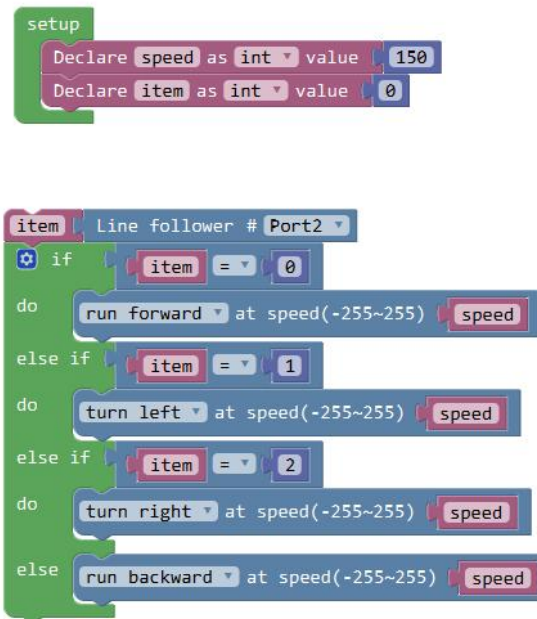 setup
Declare speed as int value 150
Declare item as int value 0
item Line follower # Port2
if item = 0
do run forward at speed(-255~255) speed
else if item = 1
do turn left at speed(-255~255) speed
else if item = 2
do turn right at speed(-255~255) speed
else run backward at speed(-255~255) speed